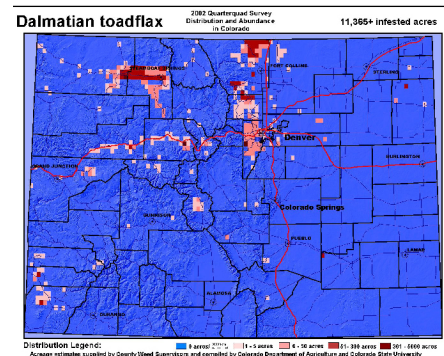 Dalmatian toadflax
2002 Quarterquad Survey
Distribution and Abundance
in Colorado
11,365+ infested acres
FORT COLLINS
STERLING
Denver
BURLINGTON
GRAND JUNCTION
Colorado Springs
GUNNISON
PUEBLO
LAMAR
ALAMOSA
DURANGO
Distribution Legend:
0 acres
1 - 5 acres
6 - 50 acres
51 - 300 acres
301 - 5000 acres
Acreage estimates supplied by County Weed Supervisors and compiled by Colorado Department of Agriculture and Colorado State University